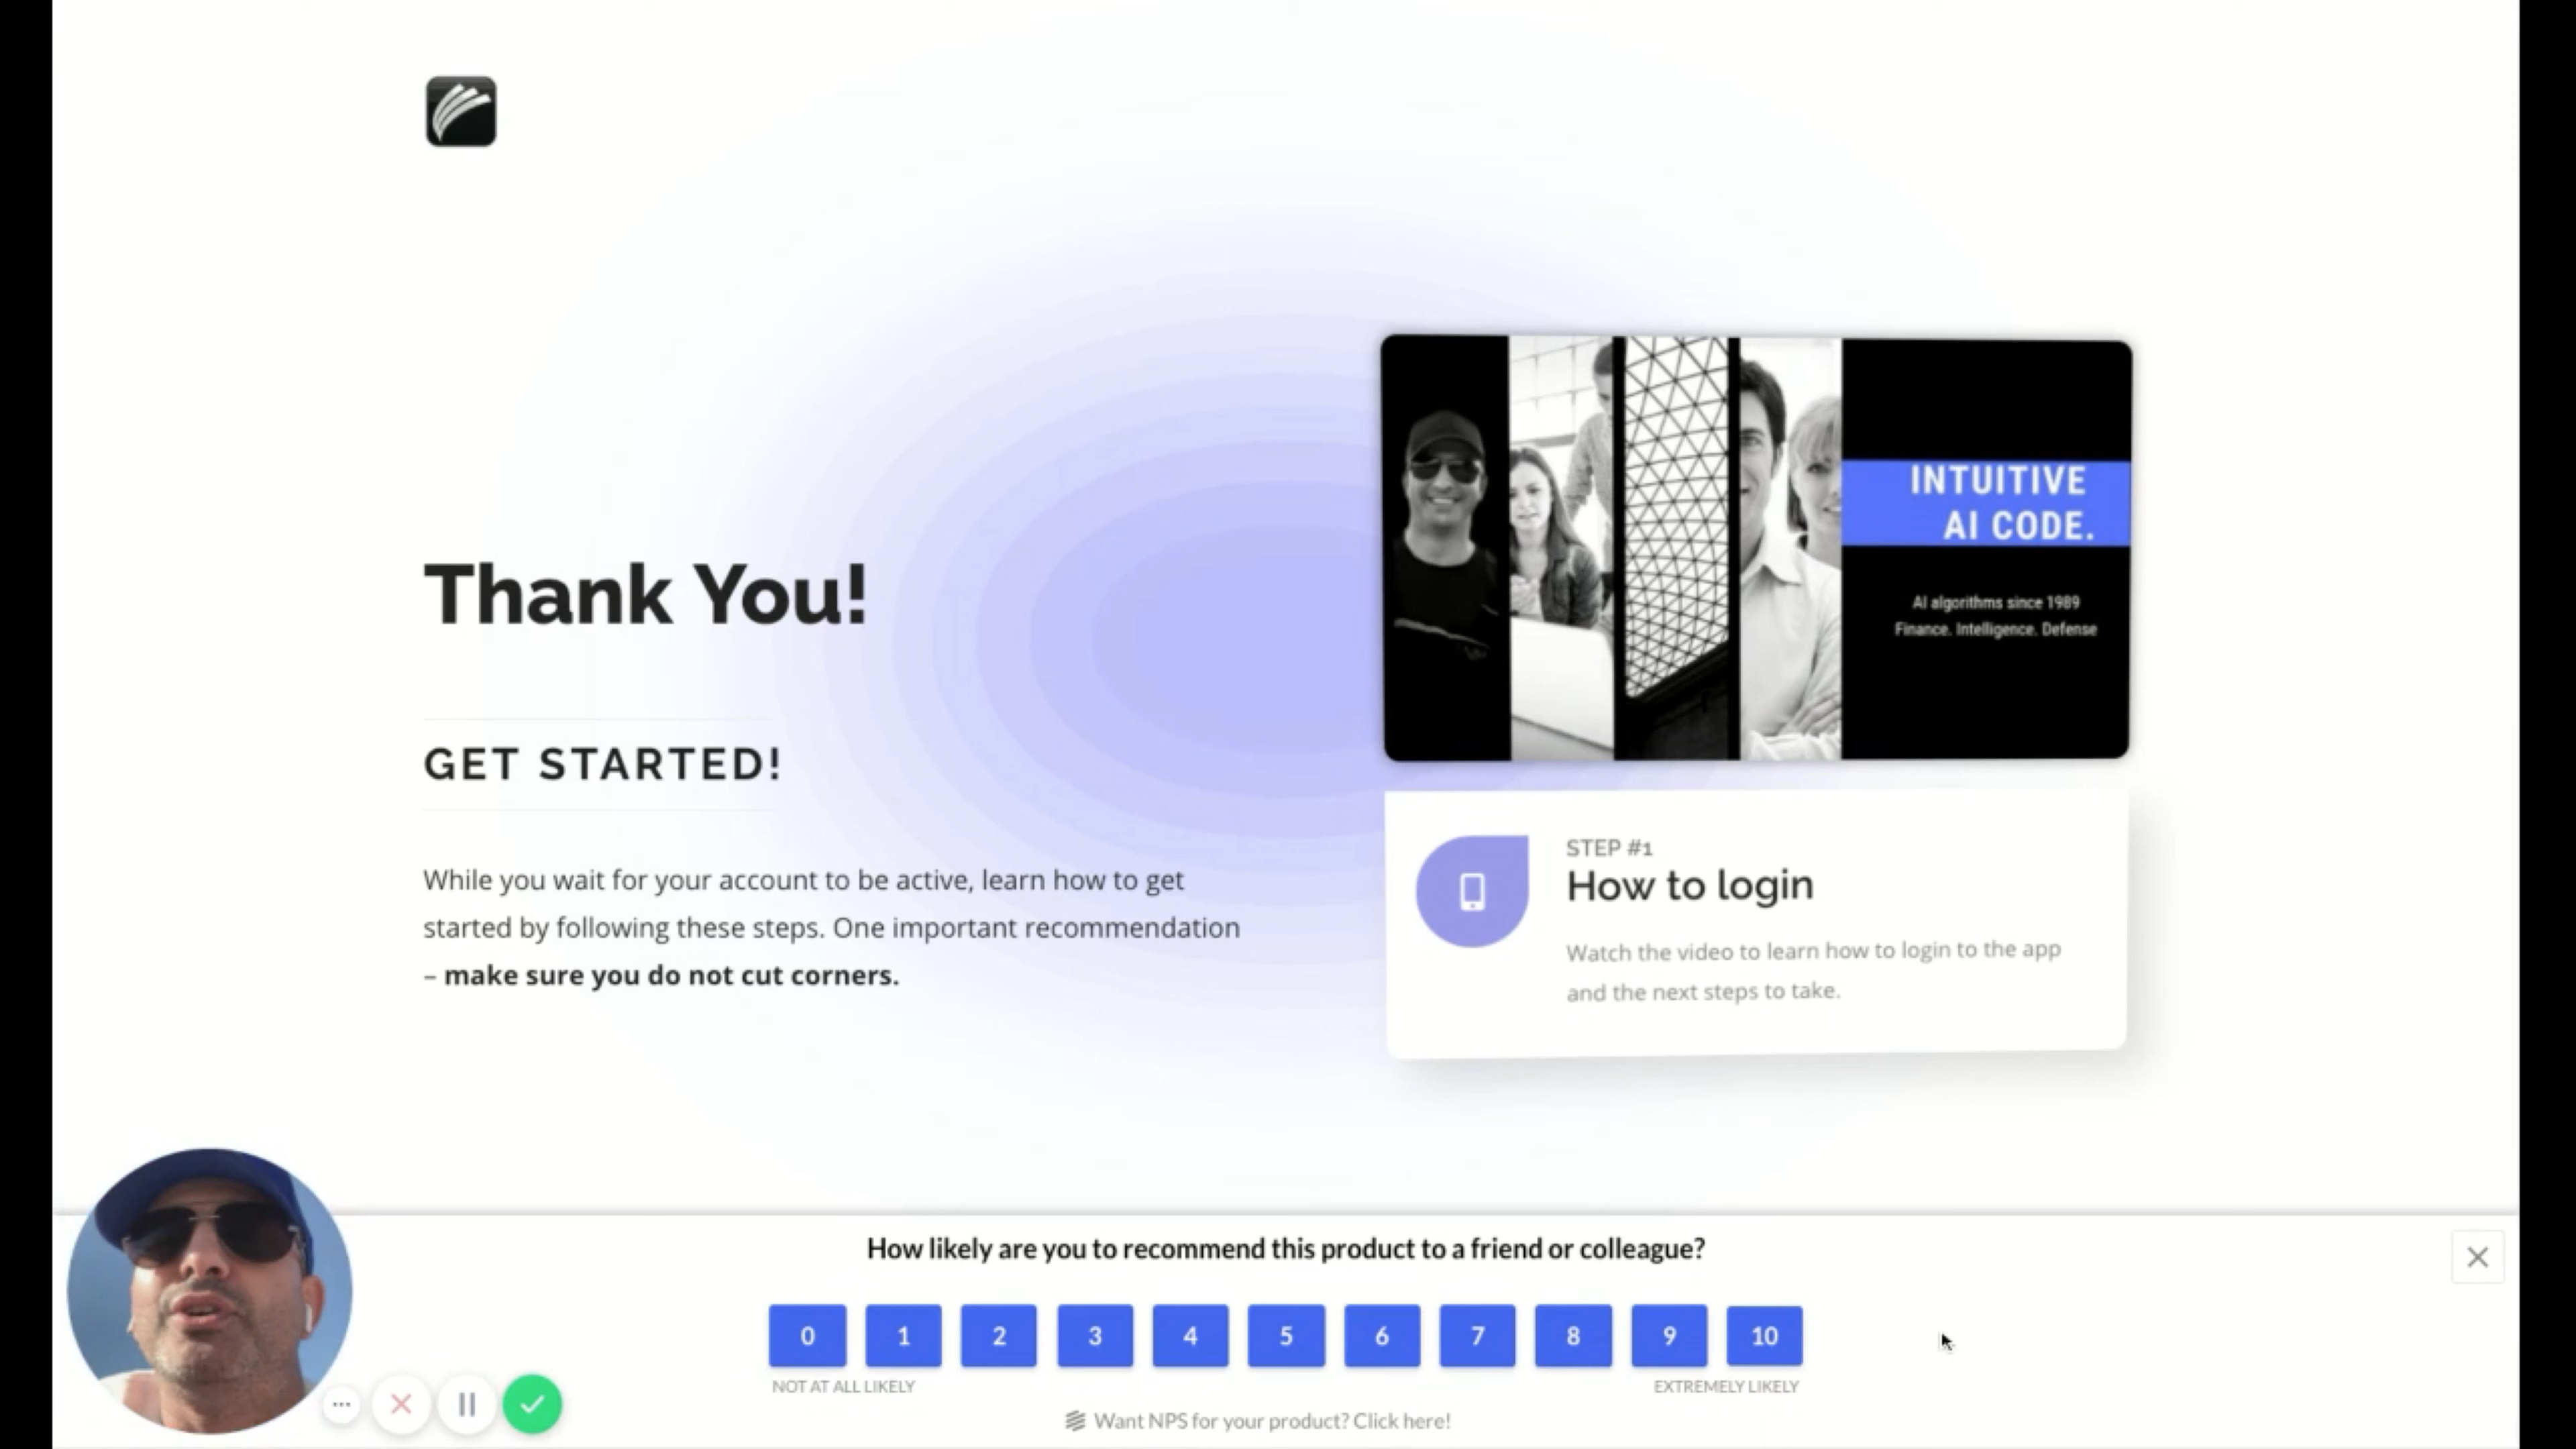 Thank You!
GET STARTED!
While you wait for your account to be active, learn how to get
started by following these steps. One important recommendation
– make sure you do not cut corners.
INTUITIVE
AI CODE.
AI algorithms since 1989
Finance. Intelligence. Defense
STEP #1
How to login
Watch the video to learn how to login to the app
and the next steps to take.
How likely are you to recommend this product to a friend or colleague?
0 1 2 3 4 5 6 7 8 9 10
NOT AT ALL LIKELY EXTREMELY LIKELY
Want NPS for your product? Click here!